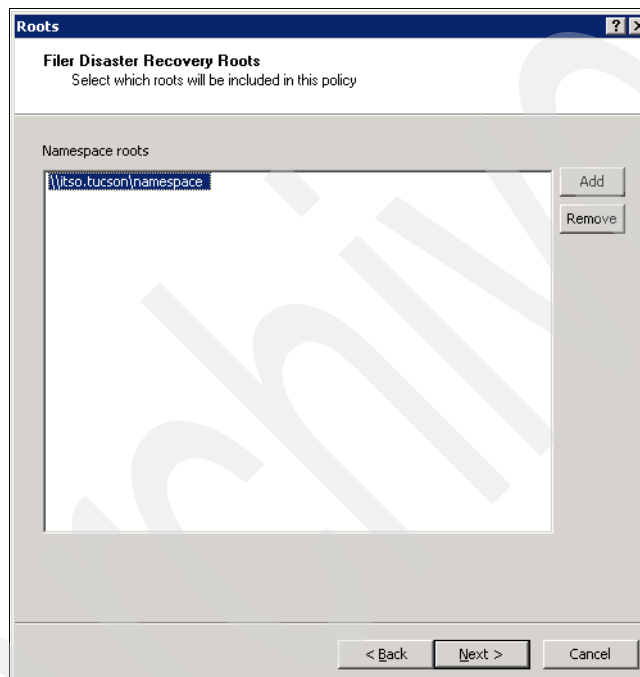 Roots
Filer Disaster Recovery Roots
Select which roots will be included in this policy
Namespace roots
\\itso.tucson\namespace
Add
Remove
< Back
Next >
Cancel